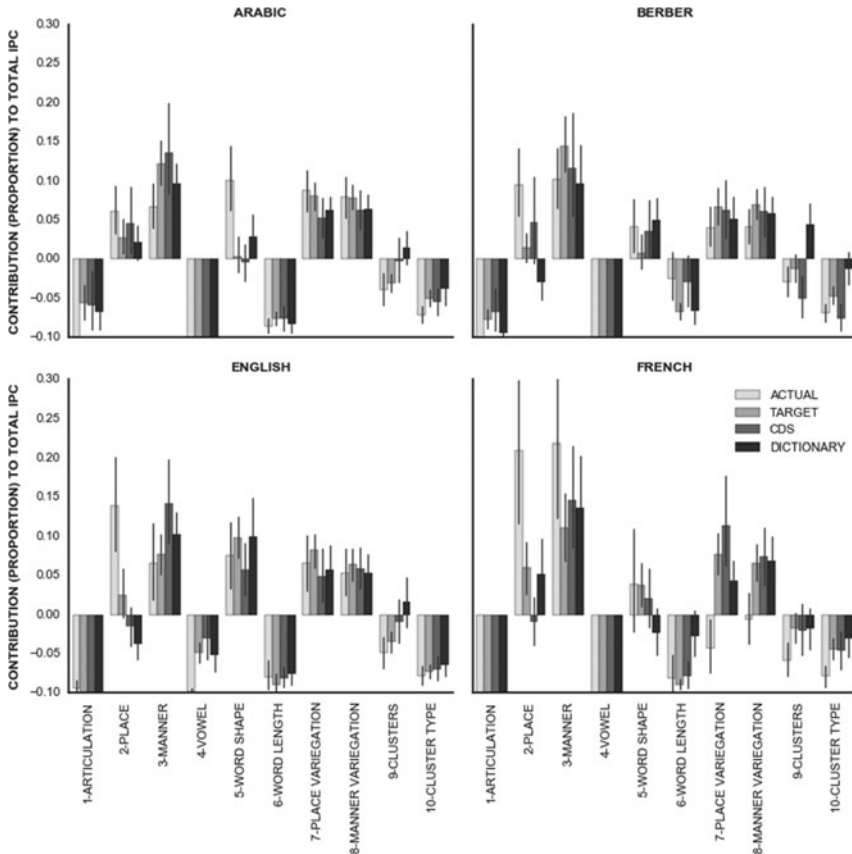 ARABIC
BERBER
CONTRIBUTION (PROPORTION) TO TOTAL IPC
0.30
0.25
0.20
0.15
0.10
0.05
0.00
−0.05
−0.10
ENGLISH
FRENCH
CONTRIBUTION (PROPORTION) TO TOTAL IPC
0.30
0.25
0.20
0.15
0.10
0.05
0.00
−0.05
−0.10
ACTUAL
TARGET
CDS
DICTIONARY
1-ARTICULATION
2-PLACE
3-MANNER
4-VOWEL
5-WORD SHAPE
6-WORD LENGTH
7-PLACE VARIEGATION
8-MANNER VARIEGATION
9-CLUSTERS
10-CLUSTER TYPE
1-ARTICULATION
2-PLACE
3-MANNER
4-VOWEL
5-WORD SHAPE
6-WORD LENGTH
7-PLACE VARIEGATION
8-MANNER VARIEGATION
9-CLUSTERS
10-CLUSTER TYPE